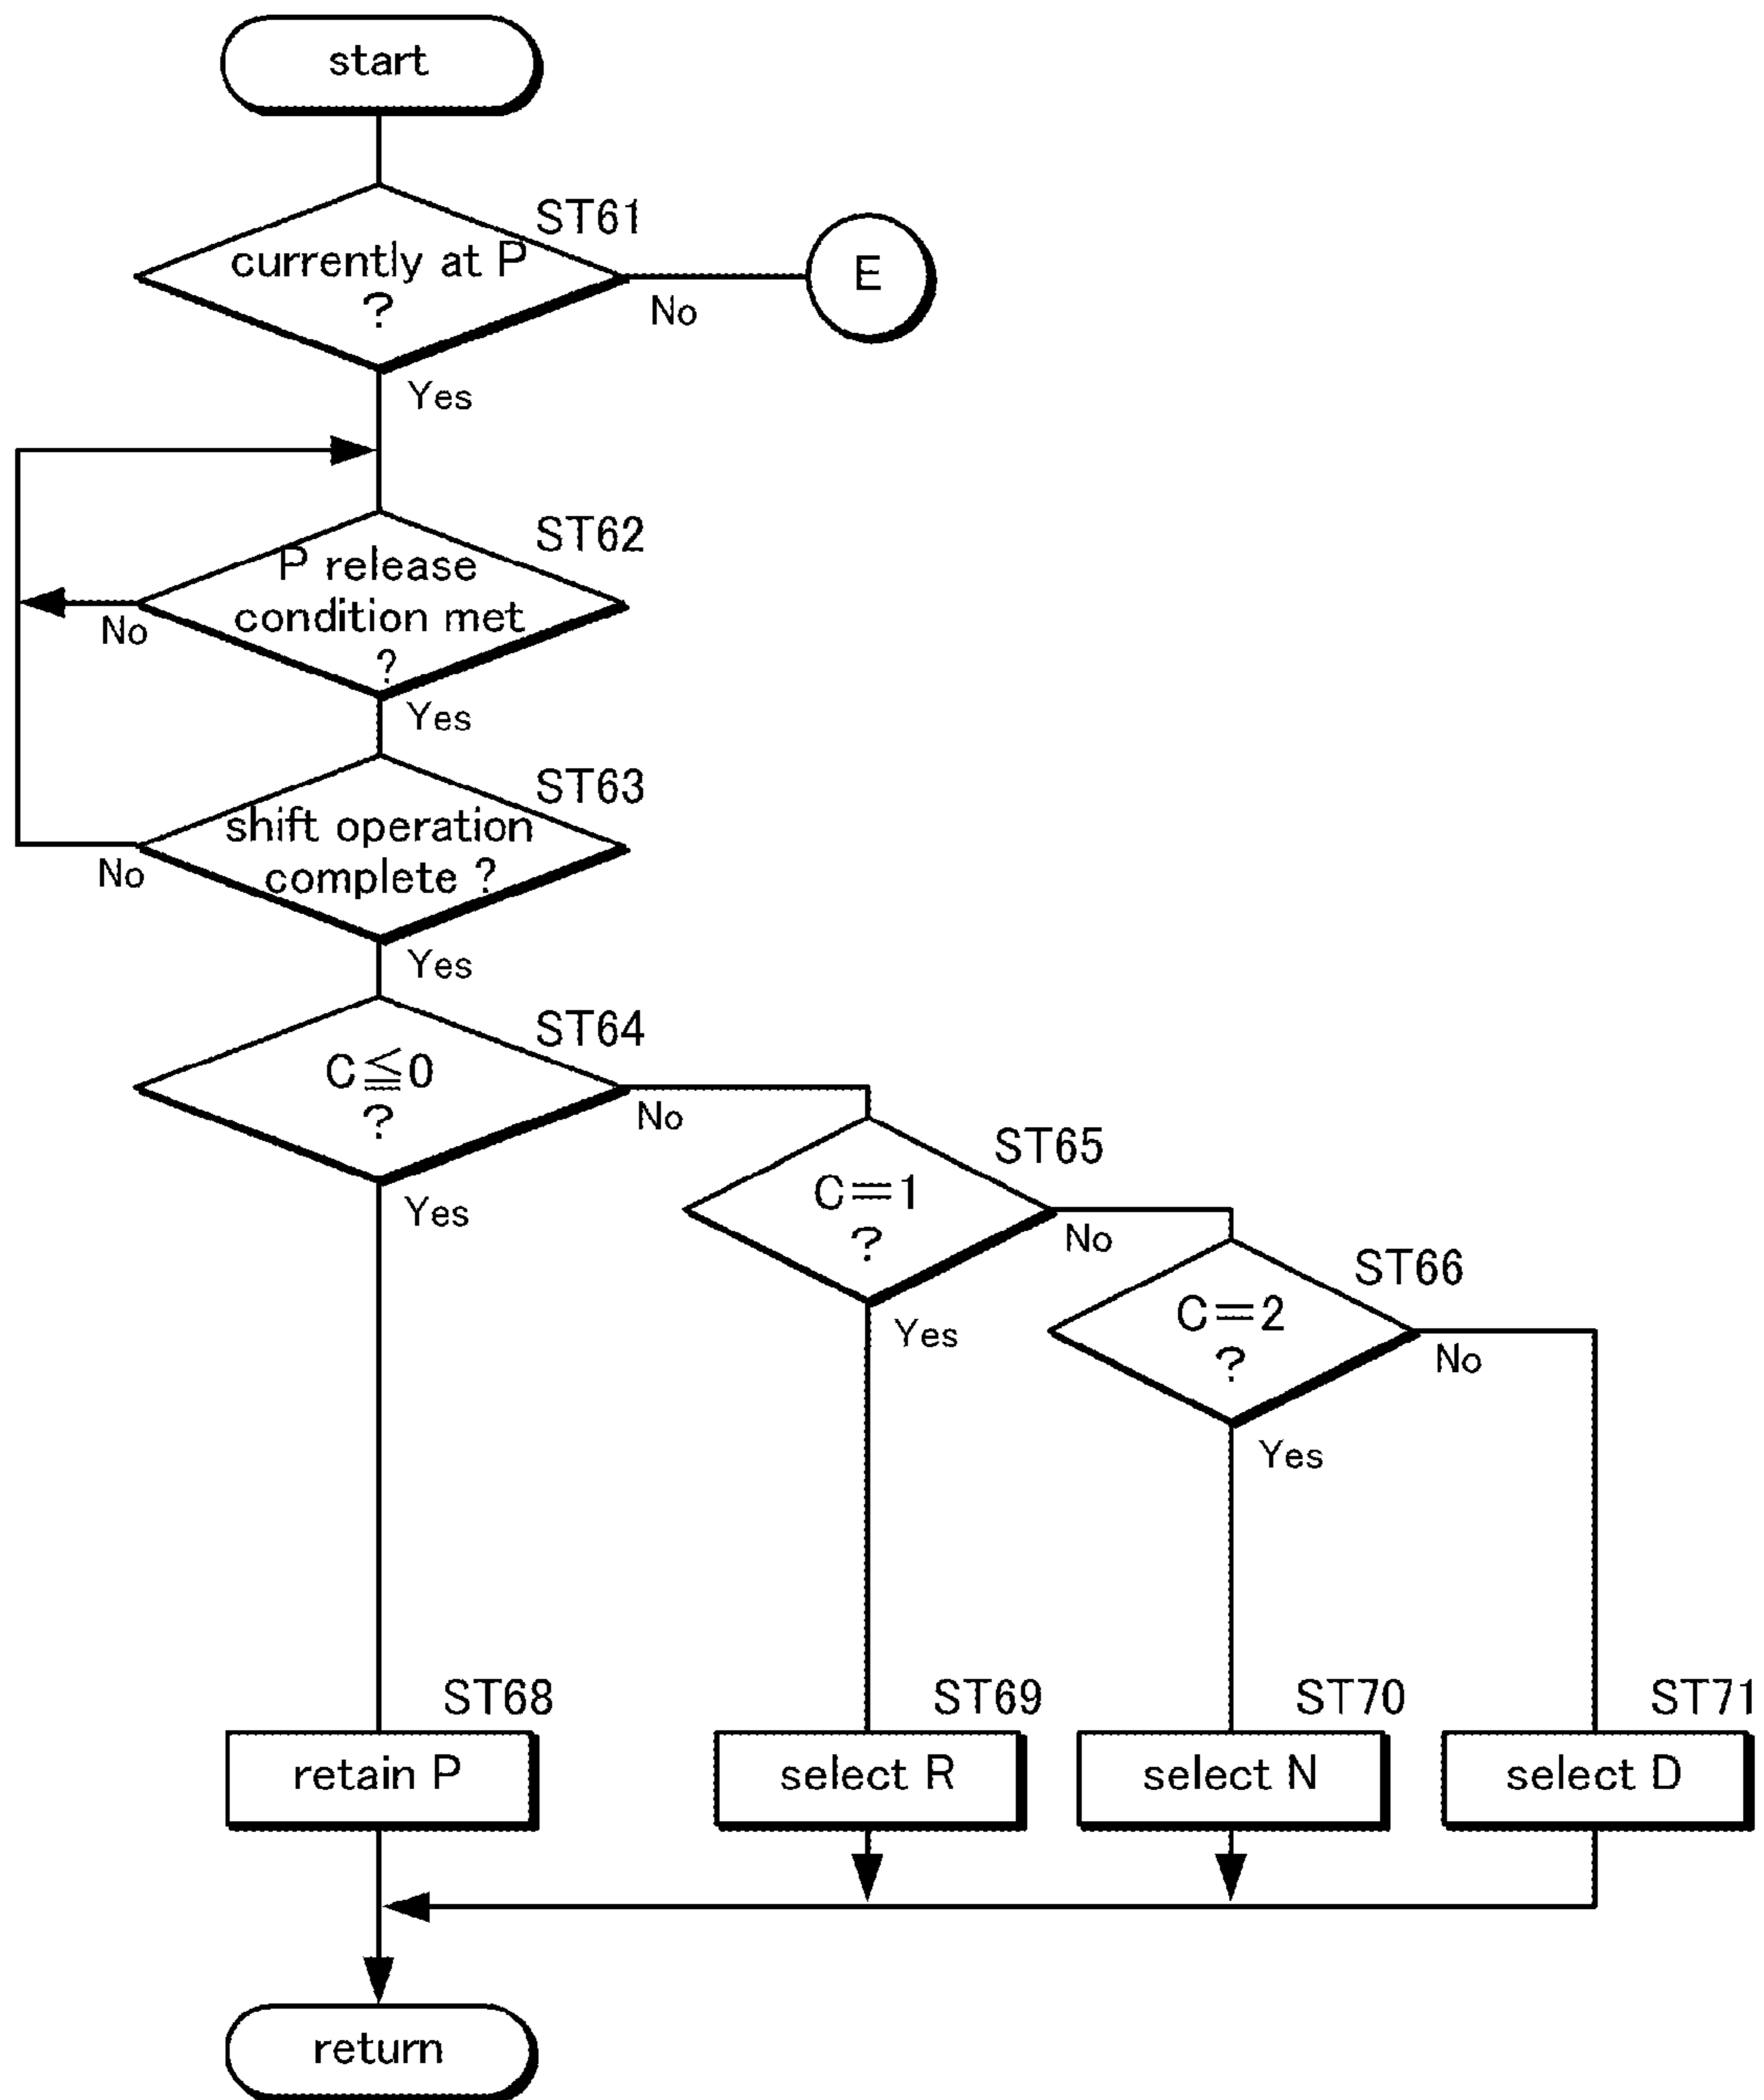 start
ST61
currently at P
?
E
No
Yes
ST62
P release
condition met
?
No
Yes
ST63
shift operation
complete ?
No
Yes
ST64
C≦0
?
No
Yes
ST65
C=1
?
No
Yes
ST66
C=2
?
No
Yes
ST68
retain P
ST69
select R
ST70
select N
ST71
select D
return